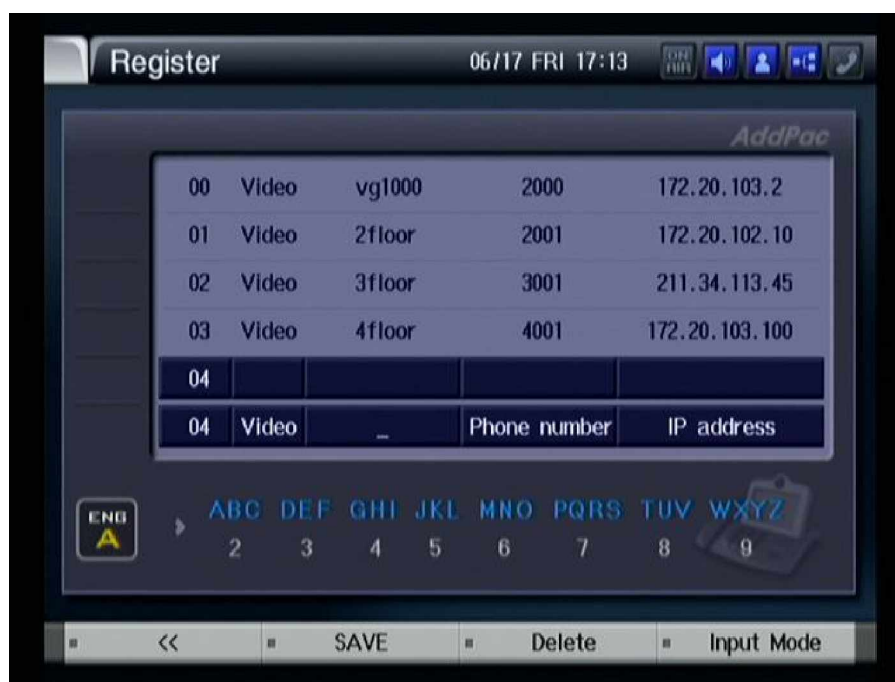 Register 06/17 FRI 17:13 ON AIR
AddPac
00 Video vg1000 2000 172.20.103.2
01 Video 2floor 2001 172.20.102.10
02 Video 3floor 3001 211.34.113.45
03 Video 4floor 4001 172.20.103.100
04
04 Video _ Phone number IP address
ENG A ABC DEF GHI JKL MNO PQRS TUV WXYZ
2 3 4 5 6 7 8 9
<< SAVE Delete Input Mode